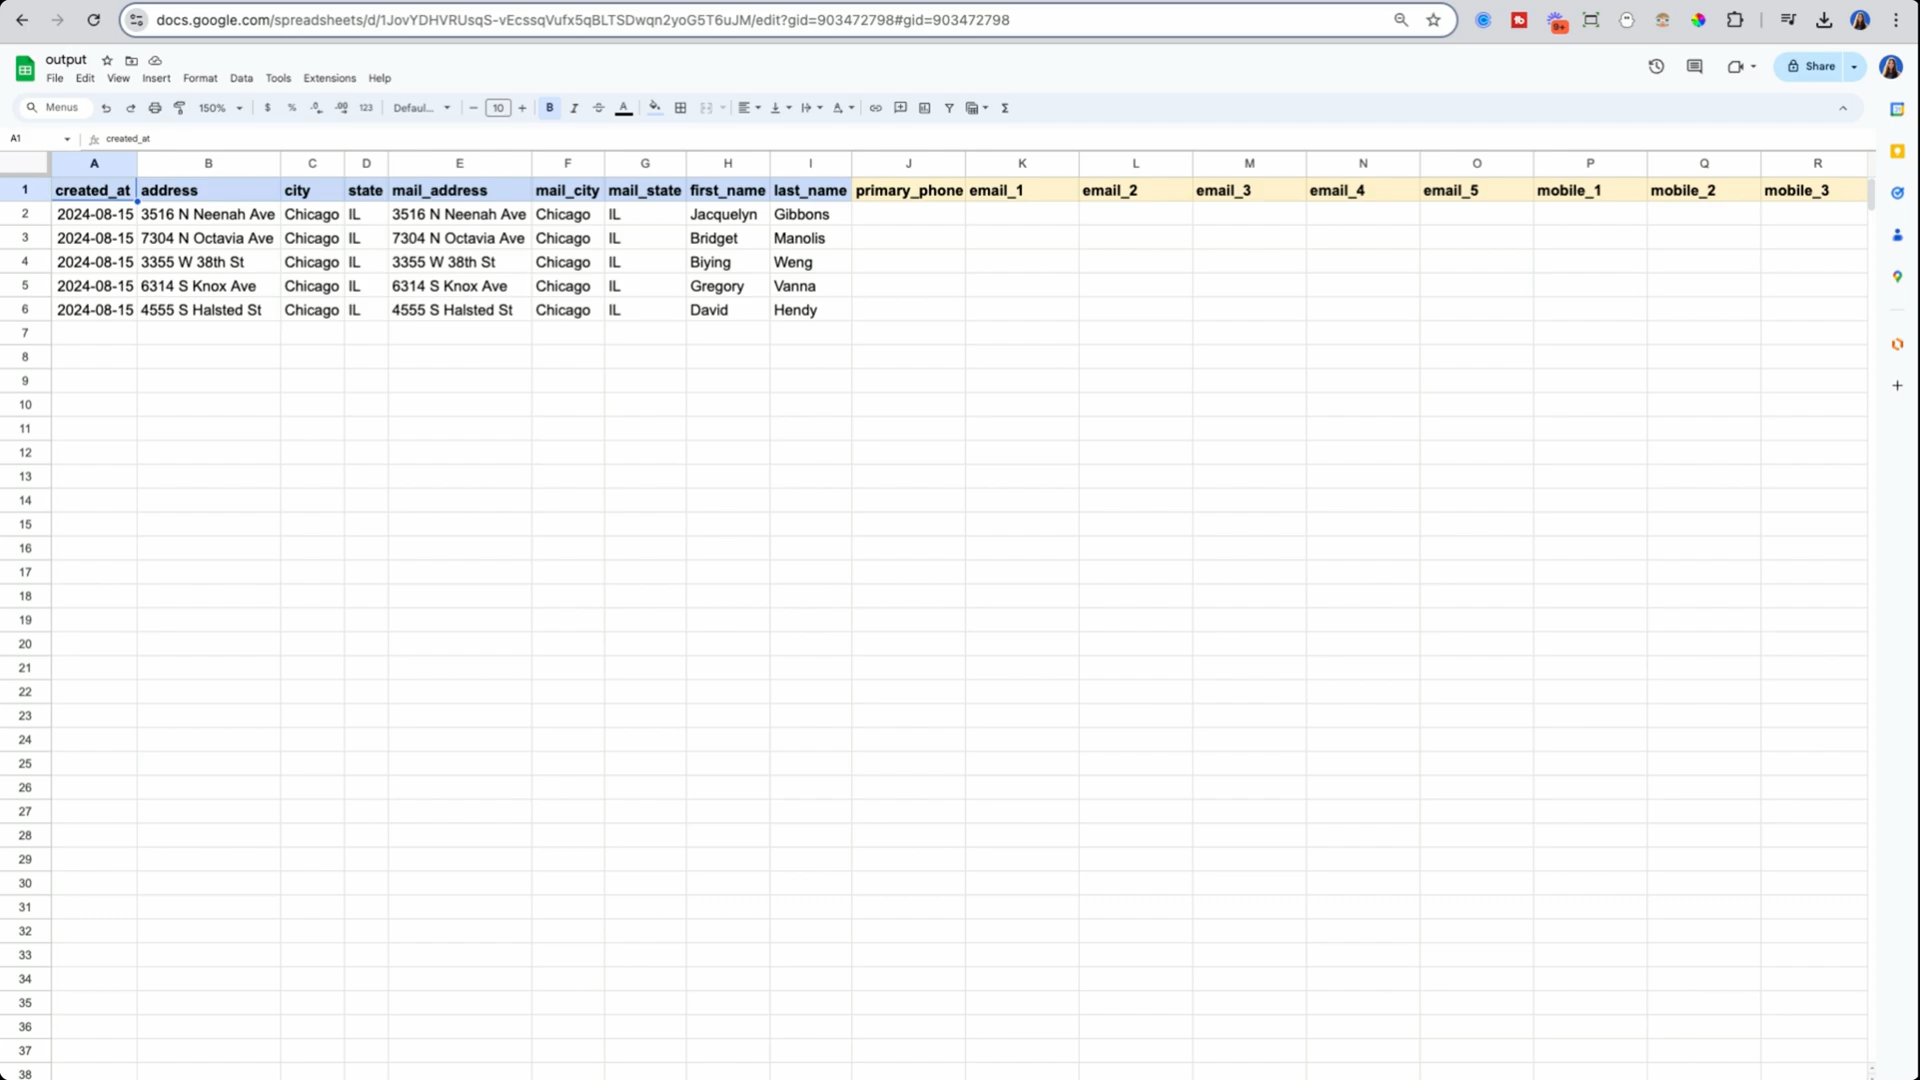 docs.google.com/spreadsheets/d/1JovYDHVRUsqS-vEcssqVufx5qBLTSDwqn2yoG5T6uJM/edit?gid=903472798#gid=903472798
9+
output
File Edit View Insert Format Data Tools Extensions Help
Share
Menus 150% $ % .0 .00 123 Defaul... - 10 + B I S A Σ
A1 fx created_at
A B C D E F G H I J K L M N O P Q R
1 created_at address city state mail_address mail_city mail_state first_name last_name primary_phone email_1 email_2 email_3 email_4 email_5 mobile_1 mobile_2 mobile_3
2 2024-08-15 3516 N Neenah Ave Chicago IL 3516 N Neenah Ave Chicago IL Jacquelyn Gibbons
3 2024-08-15 7304 N Octavia Ave Chicago IL 7304 N Octavia Ave Chicago IL Bridget Manolis
4 2024-08-15 3355 W 38th St Chicago IL 3355 W 38th St Chicago IL Biying Weng
5 2024-08-15 6314 S Knox Ave Chicago IL 6314 S Knox Ave Chicago IL Gregory Vanna
6 2024-08-15 4555 S Halsted St Chicago IL 4555 S Halsted St Chicago IL David Hendy
7
8
9
10
11
12
13
14
15
16
17
18
19
20
21
22
23
24
25
26
27
28
29
30
31
32
33
34
35
36
37
38